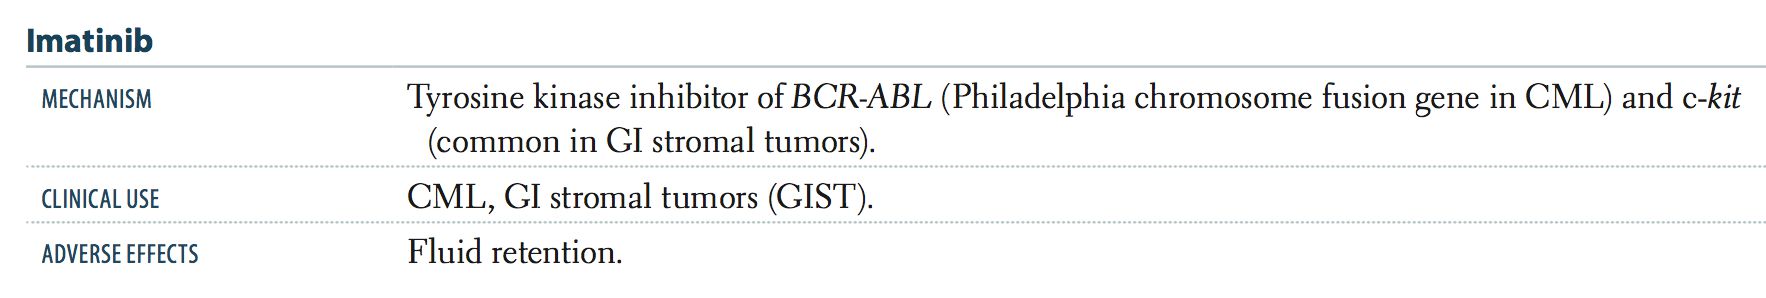 Imatinib
MECHANISM Tyrosine kinase inhibitor of BCR-ABL (Philadelphia chromosome fusion gene in CML) and c-kit
(common in GI stromal tumors).
CLINICAL USE CML, GI stromal tumors (GIST).
ADVERSE EFFECTS Fluid retention.